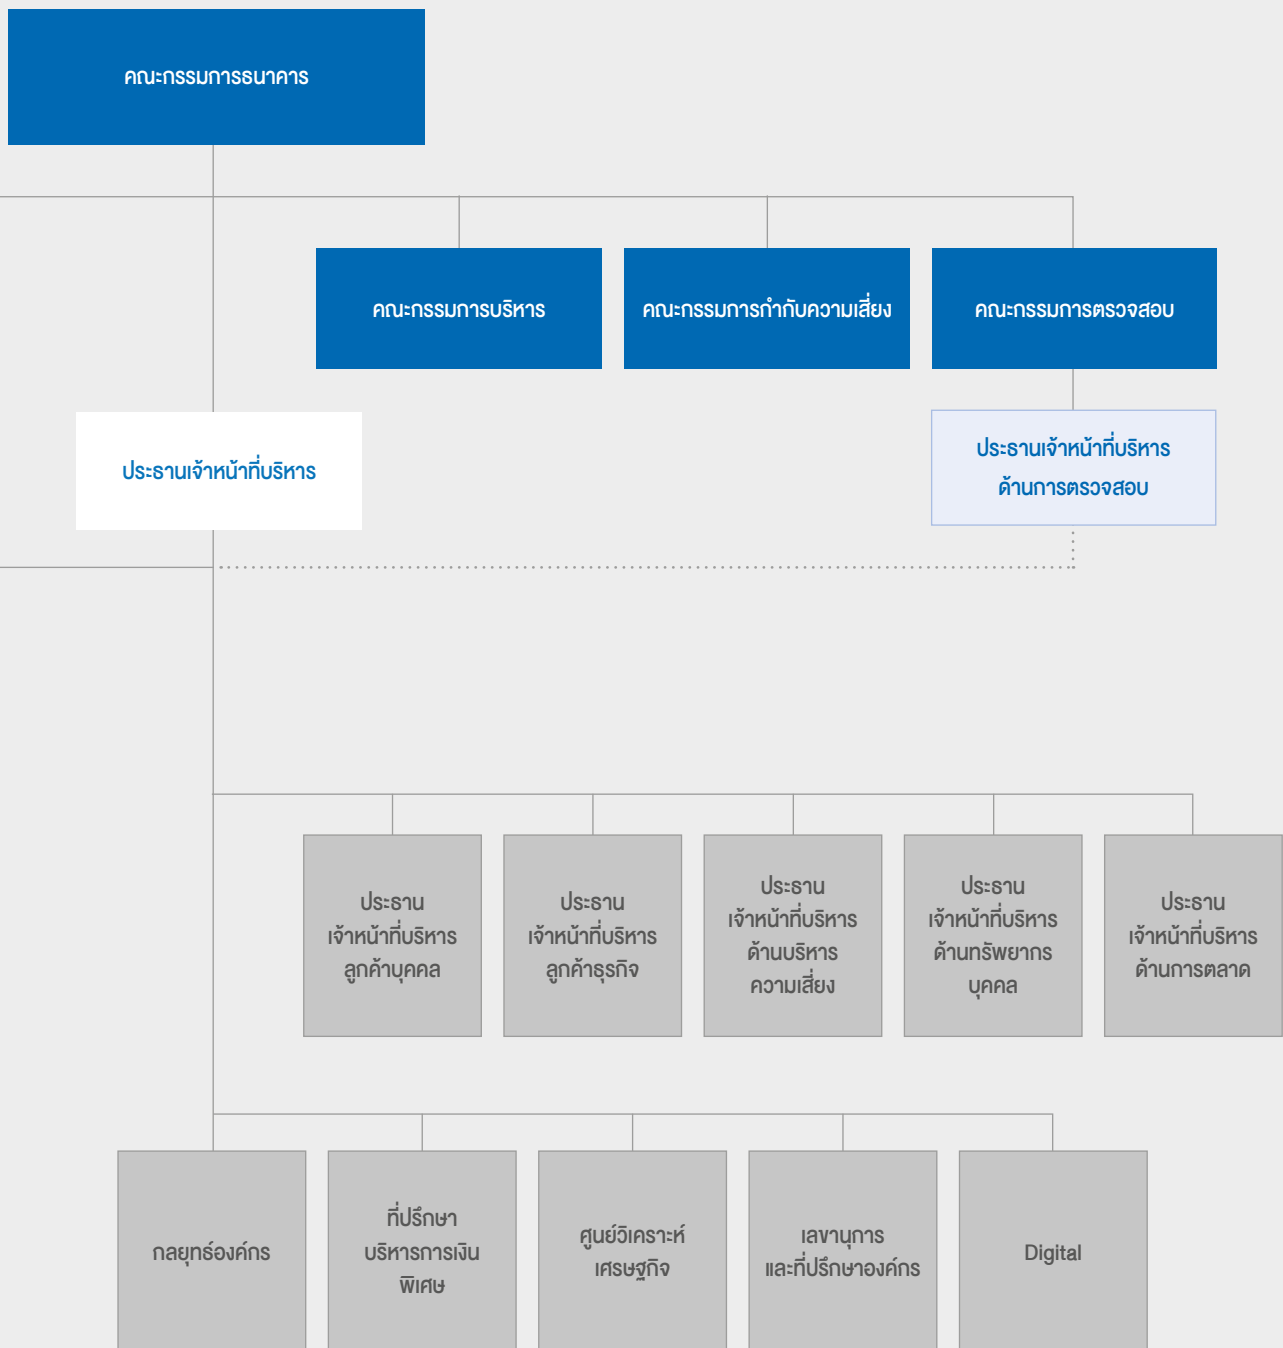 คณะกรรมการธนาคาร
คณะกรรมการบริหาร
คณะกรรมการกำกับความเสี่ยง
คณะกรรมการตรวจสอบ
ประธานเจ้าหน้าที่บริหาร
ประธานเจ้าหน้าที่บริหาร
ด้านการตรวจสอบ
ประธาน
เจ้าหน้าที่บริหาร
ลูกค้าบุคคล
ประธาน
เจ้าหน้าที่บริหาร
ลูกค้าธุรกิจ
ประธาน
เจ้าหน้าที่บริหาร
ด้านบริหาร
ความเสี่ยง
ประธาน
เจ้าหน้าที่บริหาร
ด้านทรัพยากร
บุคคล
ประธาน
เจ้าหน้าที่บริหาร
ด้านการตลาด
กลยุทธ์องค์กร
ที่ปรึกษา
บริหารการเงิน
พิเศษ
ศูนย์วิเคราะห์
เศรษฐกิจ
เลขานุการ
และที่ปรึกษาองค์กร
Digital